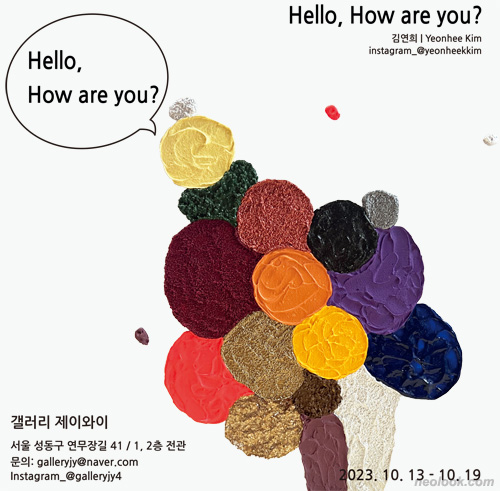 Hello, How are you?
김연희 | Yeonhee Kim
instagram_@yeonheekkim
Hello,
How are you?
갤러리 제이와이
서울 성동구 연무장길 41 / 1, 2층 전관
문의: galleryjy@naver.com
Instagram_@galleryjy4
2023. 10. 13 - 10. 19
neolook.com